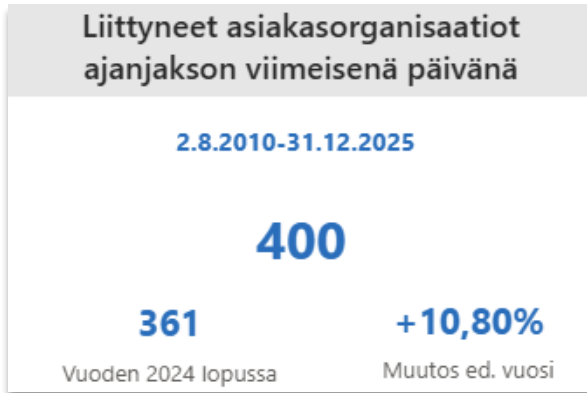 Liittyneet asiakasorganisaatiot
ajanjakson viimeisenä päivänä
2.8.2010-31.12.2025
400
361
+10,80%
Vuoden 2024 lopussa
Muutos ed. vuosi